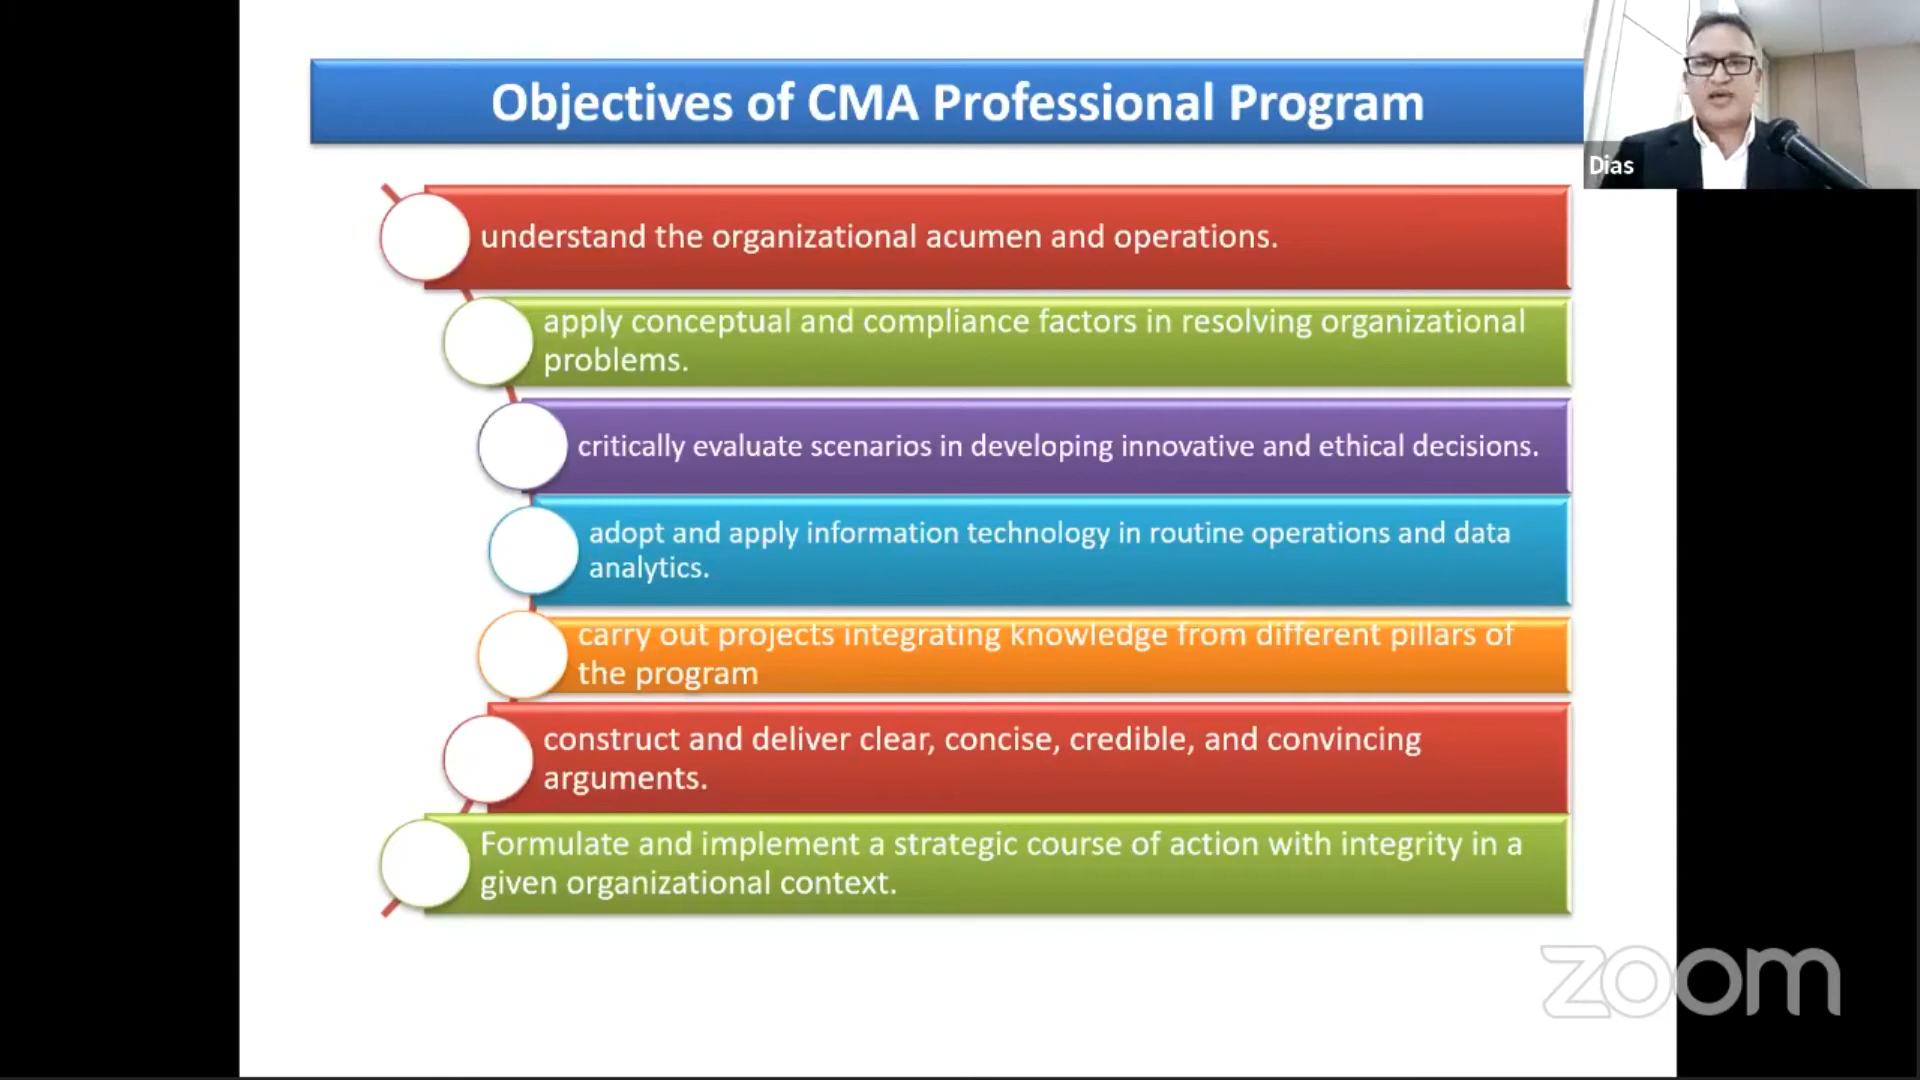 Objectives of CMA Professional Program
Dias
understand the organizational acumen and operations.
apply conceptual and compliance factors in resolving organizational
problems.
critically evaluate scenarios in developing innovative and ethical decisions.
adopt and apply information technology in routine operations and data
analytics.
carry out projects integrating knowledge from different pillars of
the program
construct and deliver clear, concise, credible, and convincing
arguments.
Formulate and implement a strategic course of action with integrity in a
given organizational context.
zoom